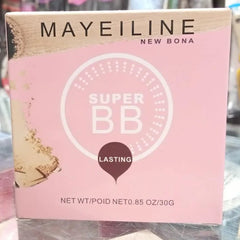 MAYEILINE
NEW BONA
SUPER
BB
LASTING
NET WT/POID NET0.85 OZ/30G